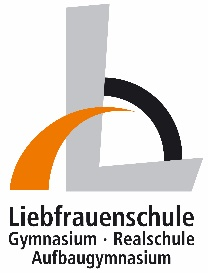 Liebfrauenschule
Gymnasium · Realschule
Aufbaugymnasium